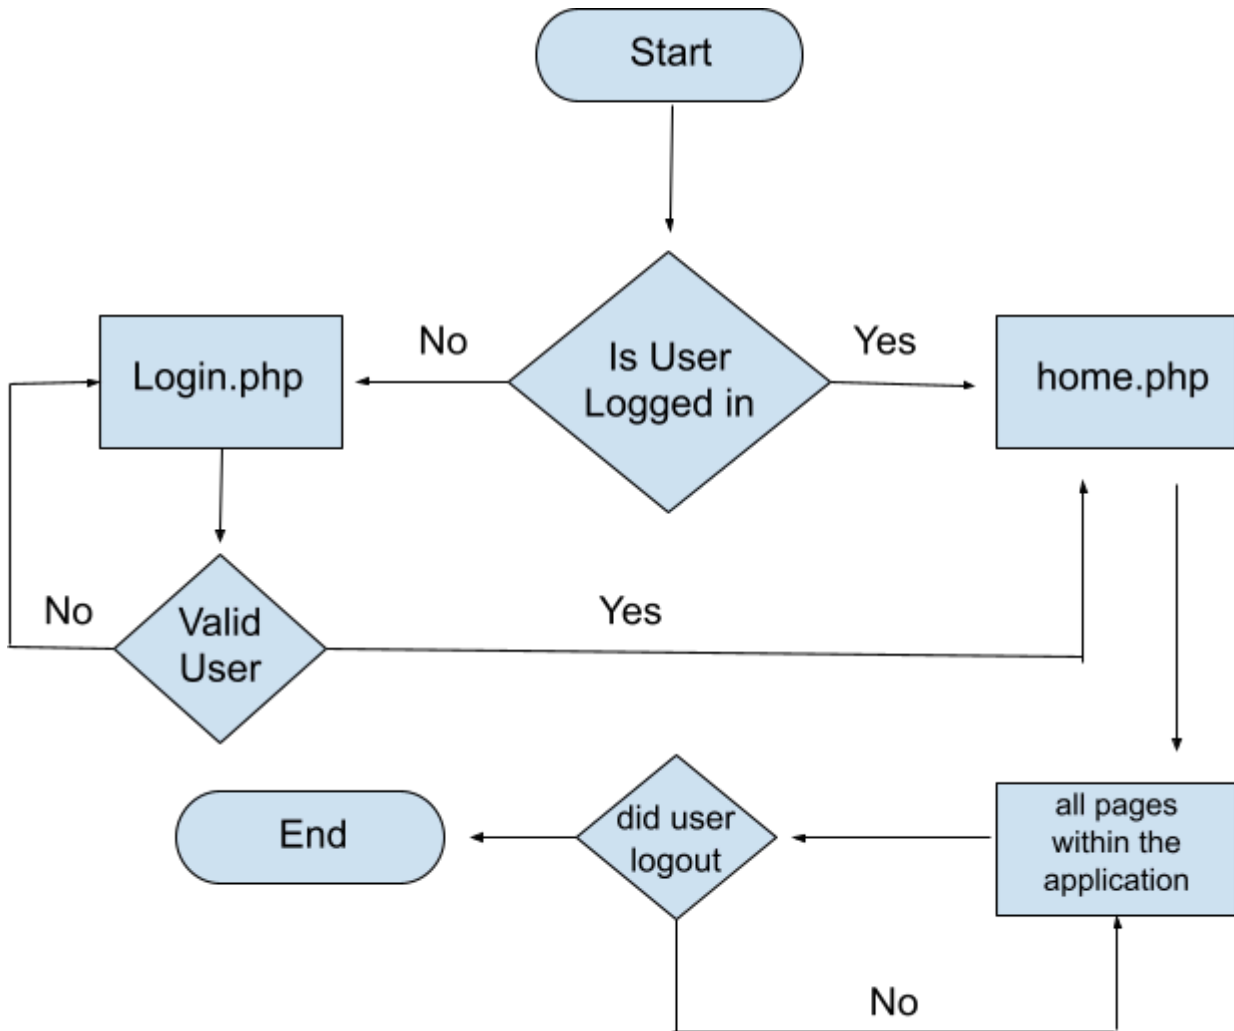 Start
No
Yes
Is User
Logged in
Login.php
home.php
No
Valid
User
Yes
End
did user
logout
all pages
within the
application
No